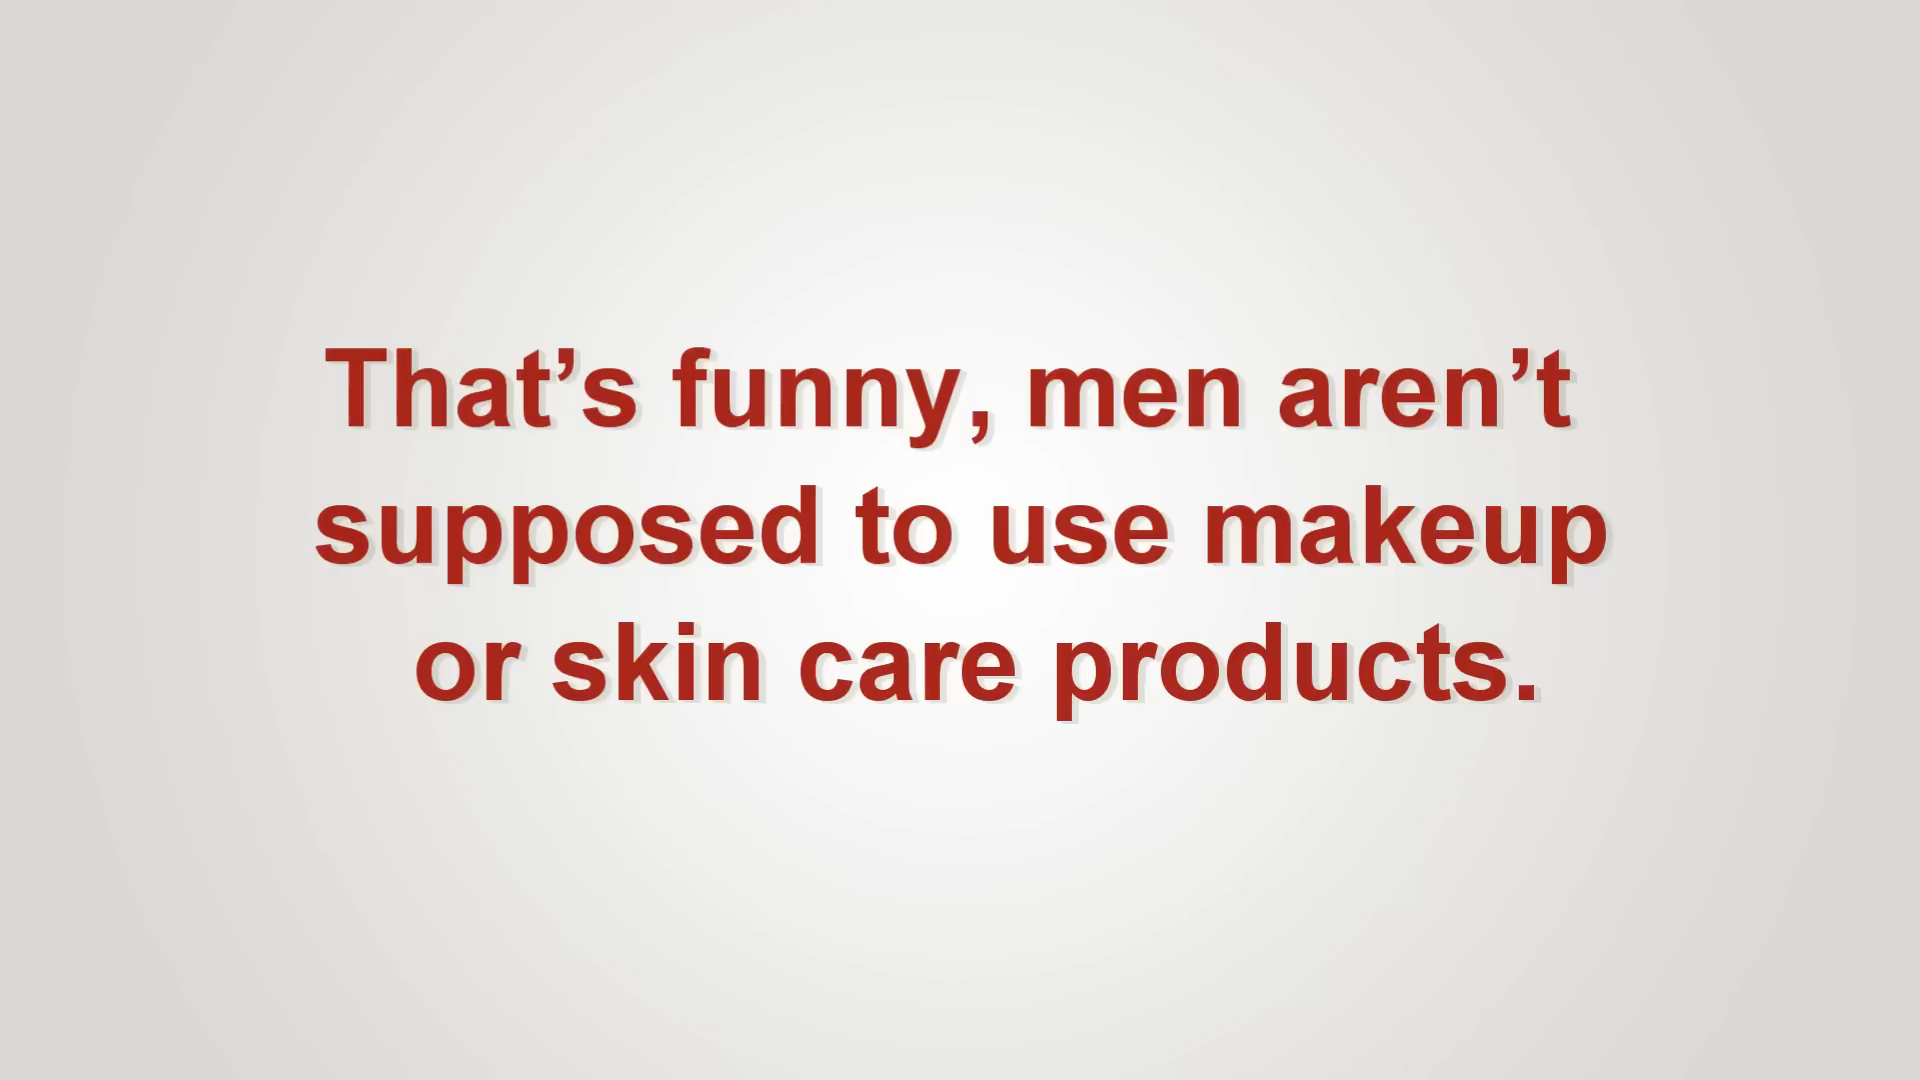 That’s funny, men aren’t
supposed to use makeup
or skin care products.